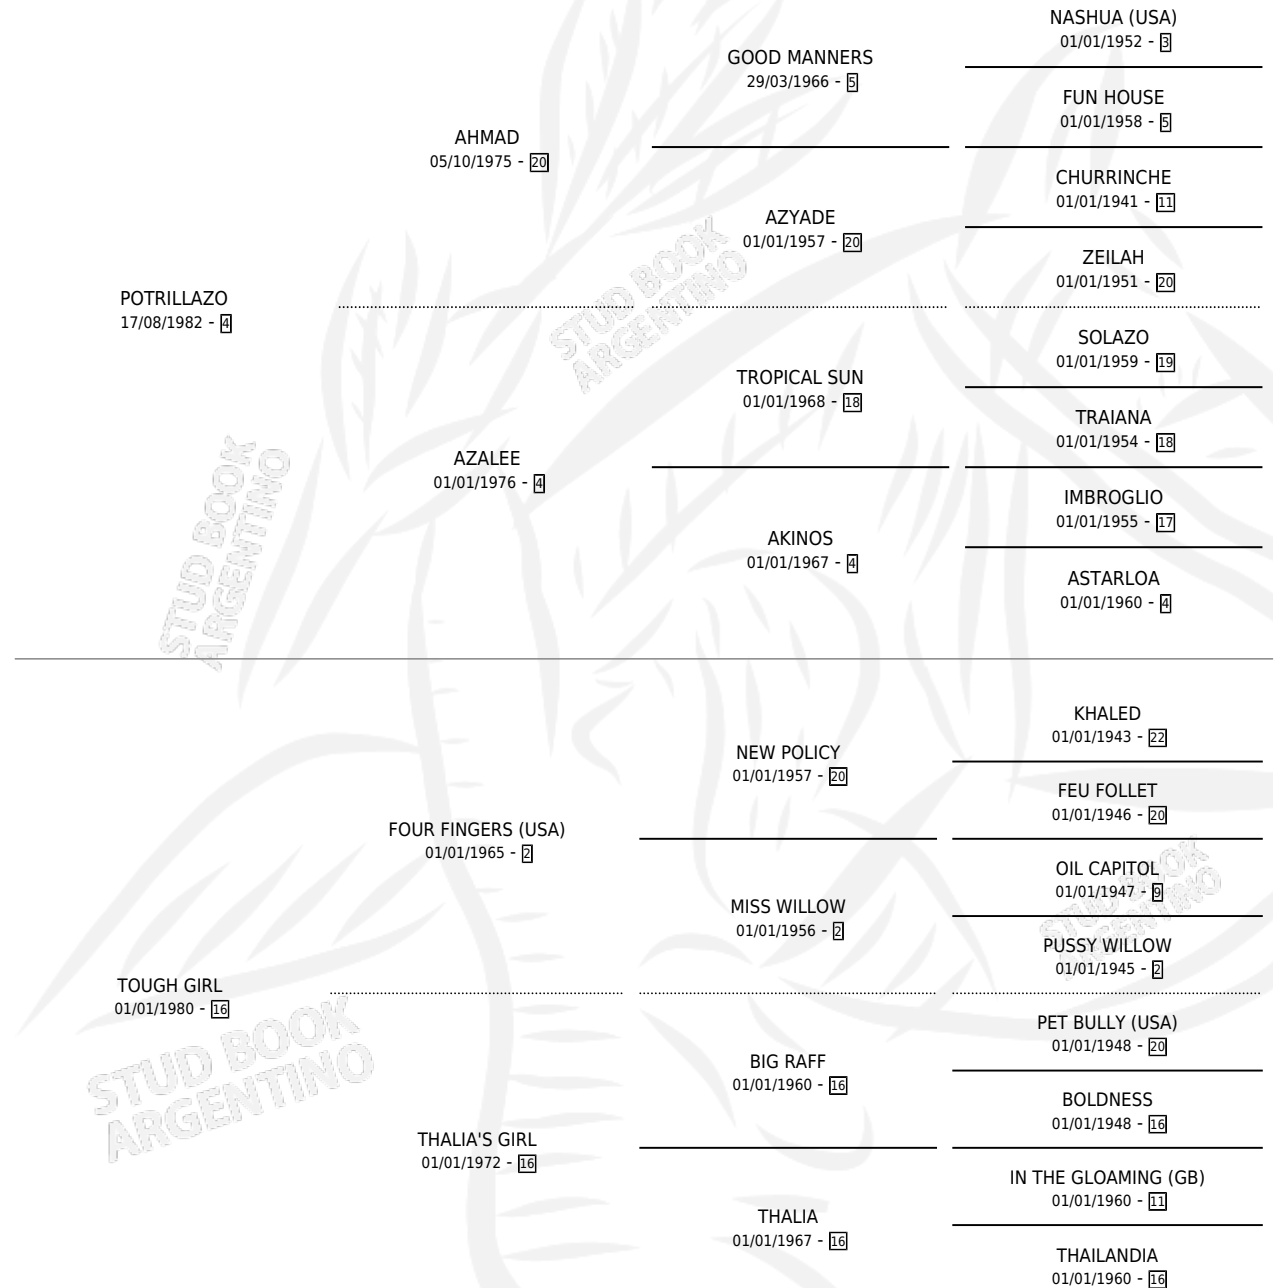 NASHUA (USA)
01/01/1952 - 3
GOOD MANNERS
29/03/1966 - 5
FUN HOUSE
01/01/1958 - 5
AHMAD
05/10/1975 - 20
CHURRINCHE
01/01/1941 - 11
AZYADE
01/01/1957 - 20
ZEILAH
01/01/1951 - 20
POTRILLAZO
17/08/1982 - 4
STUD BOOK
ARGENTINO
SOLAZO
01/01/1959 - 19
TROPICAL SUN
01/01/1968 - 18
TRAIANA
01/01/1954 - 18
AZALEE
01/01/1976 - 4
IMBROGLIO
01/01/1955 - 17
AKINOS
01/01/1967 - 4
ASTARLOA
01/01/1960 - 4
STUD BOOK
ARGENTINO
KHALED
01/01/1943 - 22
NEW POLICY
01/01/1957 - 20
FEU FOLLET
01/01/1946 - 20
FOUR FINGERS (USA)
01/01/1965 - 2
OIL CAPITOL
01/01/1947 - 9
MISS WILLOW
01/01/1956 - 2
STUD BOOK
ARGENTINO
PUSSY WILLOW
01/01/1945 - 2
TOUGH GIRL
01/01/1980 - 16
STUD BOOK
ARGENTINO
PET BULLY (USA)
01/01/1948 - 20
BIG RAFF
01/01/1960 - 16
BOLDNESS
01/01/1948 - 16
THALIA'S GIRL
01/01/1972 - 16
IN THE GLOAMING (GB)
01/01/1960 - 11
THALIA
01/01/1967 - 16
THAILANDIA
01/01/1960 - 16